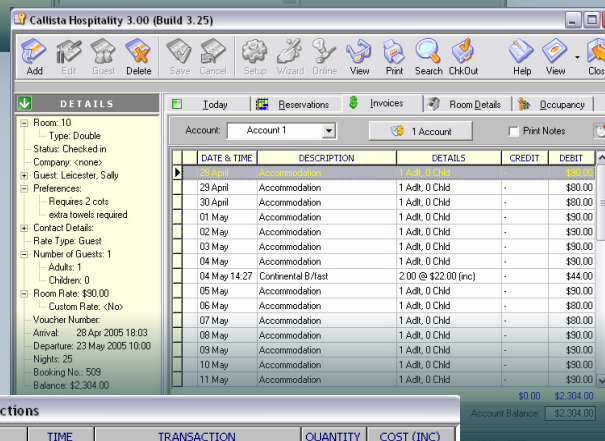 Callista Hospitality 3.00 (Build 3.25)
Add Edit Guest Delete Save Cancel Setup Wizard Online View Print Search ChkOut Help View Clos
DETAILS
Today Reservations Invoices Room Details Occupancy
Room: 10
Type: Double
Status: Checked in
Company: <none>
Guest: Leicester, Sally
Preferences:
Requires 2 cots
extra towels required
Contact Details:
Rate Type: Guest
Number of Guests: 1
Adults: 1
Children: 0
Room Rate: $90.00
Custom Rate: <No>
Voucher Number:
Arrival: 28 Apr 2005 18:03
Departure: 23 May 2005 10:00
Nights: 25
Booking No.: 509
Balance: $2,304.00
Account: Account 1 1 Account Print Notes
DATE & TIME DESCRIPTION DETAILS CREDIT DEBIT
28 April Accommodation 1 Adlt, 0 Chld - $90.00
29 April Accommodation 1 Adlt, 0 Chld - $80.00
30 April Accommodation 1 Adlt, 0 Chld - $80.00
01 May Accommodation 1 Adlt, 0 Chld - $90.00
02 May Accommodation 1 Adlt, 0 Chld - $90.00
03 May Accommodation 1 Adlt, 0 Chld - $90.00
04 May Accommodation 1 Adlt, 0 Chld - $90.00
04 May 14:27 Continental B/fast 2.00 @ $22.00 (inc) - $44.00
05 May Accommodation 1 Adlt, 0 Chld - $90.00
06 May Accommodation 1 Adlt, 0 Chld - $80.00
07 May Accommodation 1 Adlt, 0 Chld - $80.00
08 May Accommodation 1 Adlt, 0 Chld - $90.00
09 May Accommodation 1 Adlt, 0 Chld - $90.00
10 May Accommodation 1 Adlt, 0 Chld - $90.00
11 May Accommodation 1 Adlt, 0 Chld - $90.00
$0.00 $2,304.00
Account Balance: $2,304.00
ctions
TIME TRANSACTION QUANTITY COST (INC)